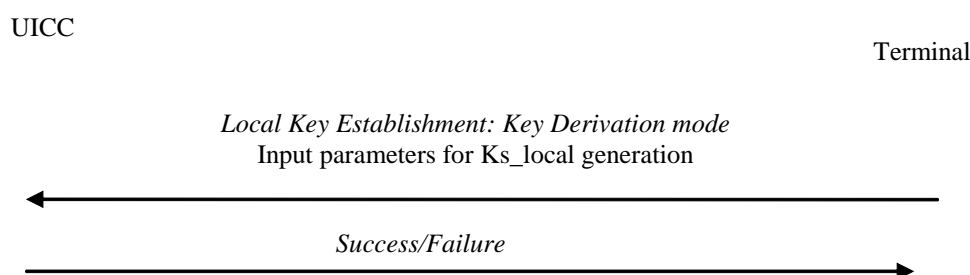 UICC
Terminal
Local Key Establishment: Key Derivation mode
Input parameters for Ks_local generation
Success/Failure